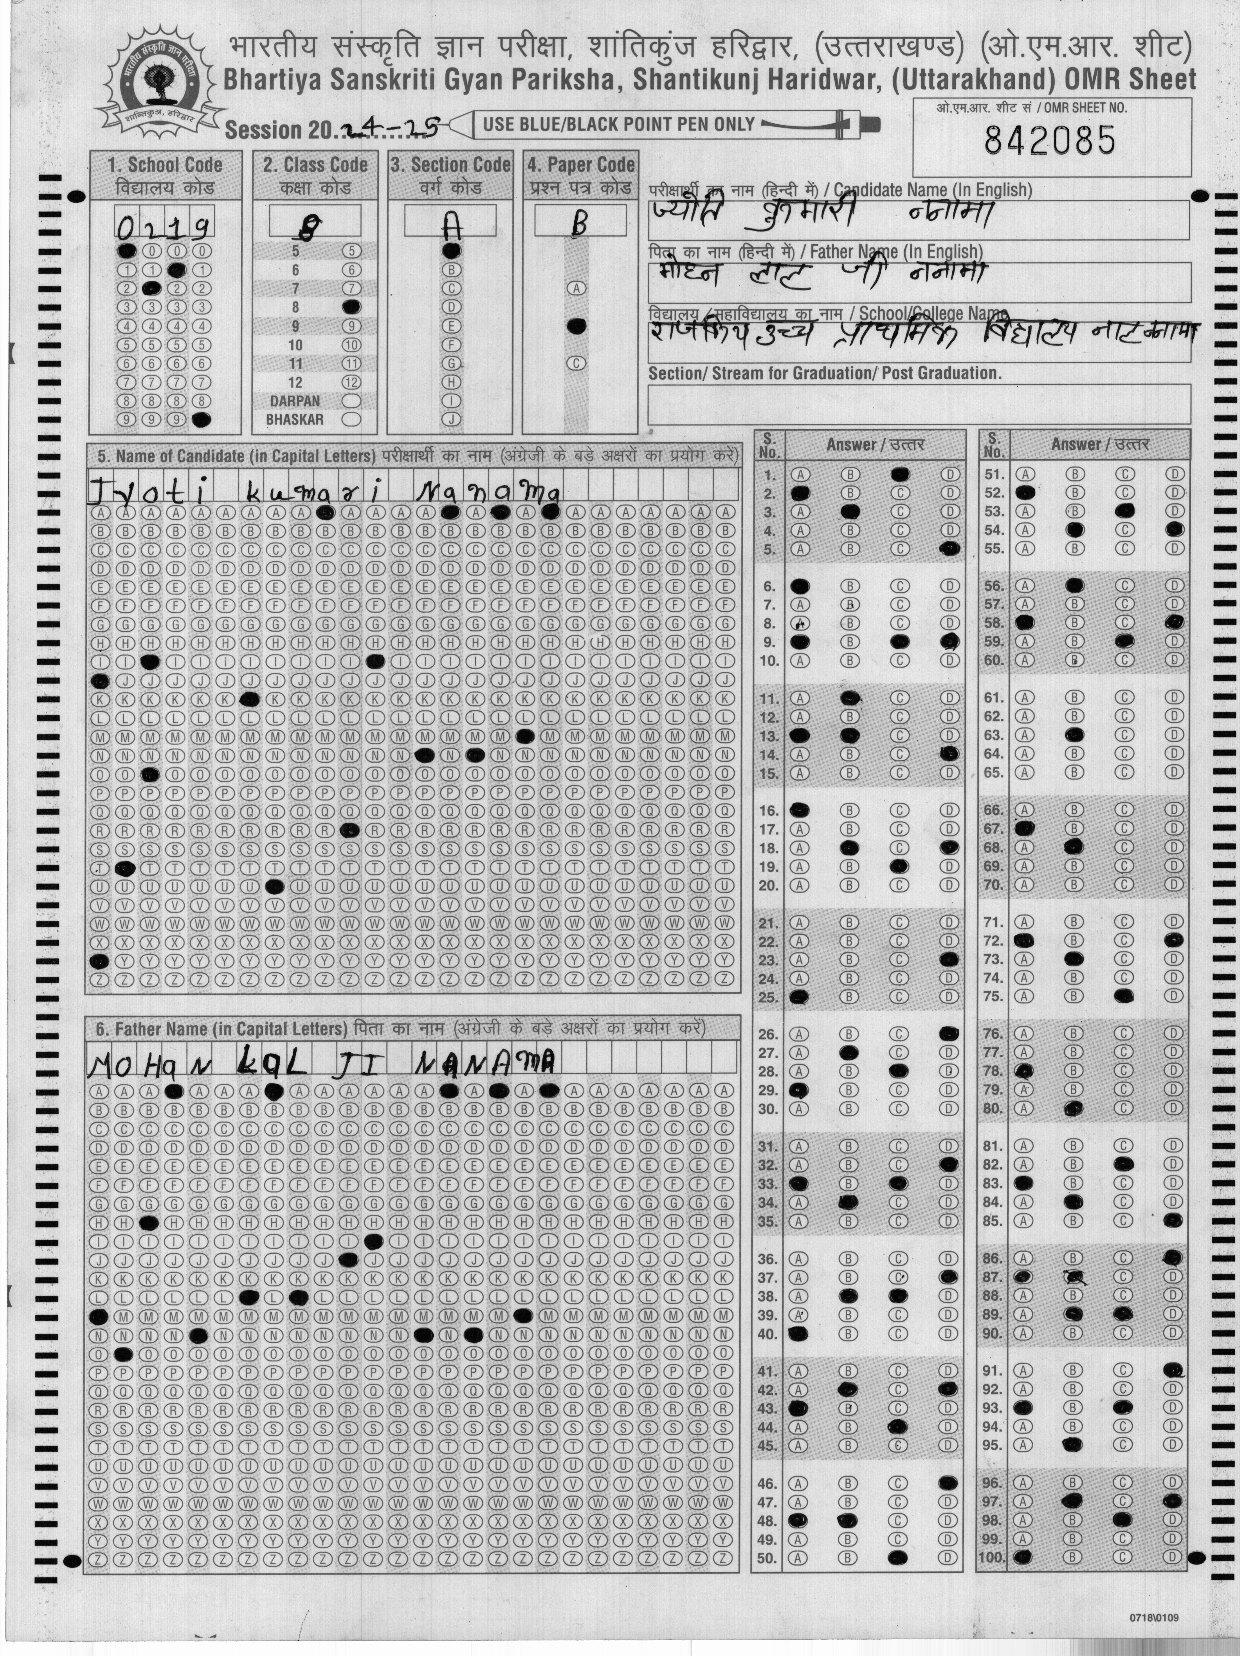 भारतीय संस्कृति ज्ञान परीक्षा, शांतिकुंज हरिद्वार, (उत्तराखण्ड) (ओ.एम.आर. शीट)
Bhartiya Sanskriti Gyan Pariksha, Shantikunj Haridwar, (Uttarakhand) OMR Sheet
Session 20..24-25
USE BLUE/BLACK POINT PEN ONLY
ओ.एम.आर. शीट सं / OMR SHEET NO.
842085
1. School Code
विद्यालय कोड
0219
2. Class Code
कक्षा कोड
8
5
6
7
8
9
10
11
12
DARPAN
BHASKAR
3. Section Code
वर्ग कोड
A
4. Paper Code
प्रश्न पत्र कोड
B
परीक्षार्थी का नाम (हिन्दी में) / Candidate Name (In English)
ज्योति कुमारी ननामा
पिता का नाम (हिन्दी में) / Father Name (In English)
मोहन लाल जी ननामा
विद्यालय /महाविद्यालय का नाम / School/College Name
राजकिय उच्च प्राथमिक विद्यालय
Section/ Stream for Graduation/ Post Graduation.
5. Name of Candidate (in Capital Letters) परीक्षार्थी का नाम (अंग्रेजी के बड़े अक्षरों का प्रयोग करें)
Jyoti kumari Nanama
6. Father Name (in Capital Letters) पिता का नाम (अंग्रेजी के बड़े अक्षरों का प्रयोग करें)
MOHaN LaL JI NANAmA
S. No. Answer / उत्तर
S. No. Answer / उत्तर
0718\0109